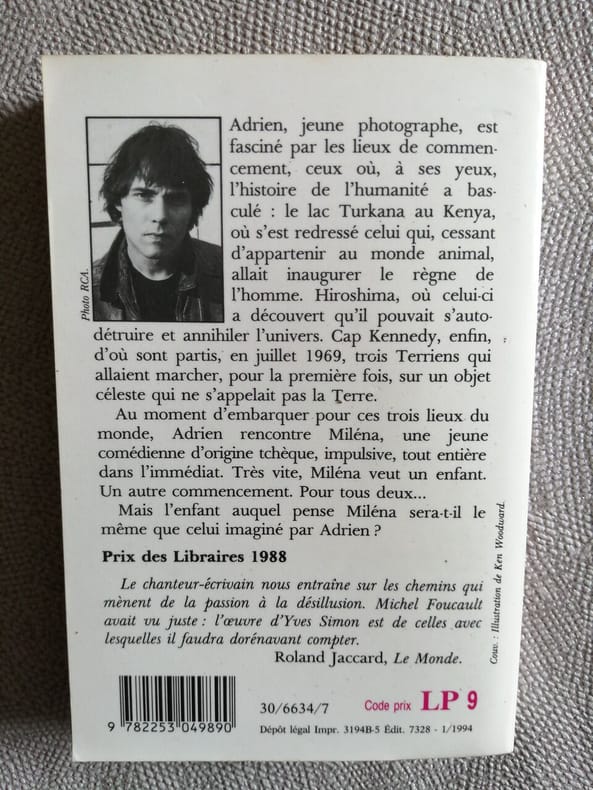 Adrien, jeune photographe, est
fasciné par les lieux de commen-
cement, ceux où, à ses yeux,
l'histoire de l'humanité a bas-
culé : le lac Turkana au Kenya,
où s'est redressé celui qui, cessant
d'appartenir au monde animal,
allait inaugurer le règne de
l'homme. Hiroshima, où celui-ci
a découvert qu'il pouvait s'auto-
Photo RCA.
détruire et annihiler l'univers. Cap Kennedy, enfin,
d'où sont partis, en juillet 1969, trois Terriens qui
allaient marcher, pour la première fois, sur un objet
céleste qui ne s'appelait pas la Terre.
Au moment d'embarquer pour ces trois lieux du
monde, Adrien rencontre Miléna, une jeune
comédienne d'origine tchèque, impulsive, tout entière
dans l'immédiat. Très vite, Miléna veut un enfant.
Un autre commencement. Pour tous deux...
Mais l'enfant auquel pense Miléna sera-t-il le
même que celui imaginé par Adrien ?
Prix des Libraires 1988
Le chanteur-écrivain nous entraîne sur les chemins qui
mènent de la passion à la désillusion. Michel Foucault
avait vu juste : l'œuvre d'Yves Simon est de celles avec
lesquelles il faudra dorénavant compter.
Roland Jaccard, Le Monde.
Couv. : Illustration de Ken Woodward.
9 782253 049890
30/6634/7
Code prix LP 9
Dépôt légal Impr. 3194B-5 Édit. 7328 - 1/1994